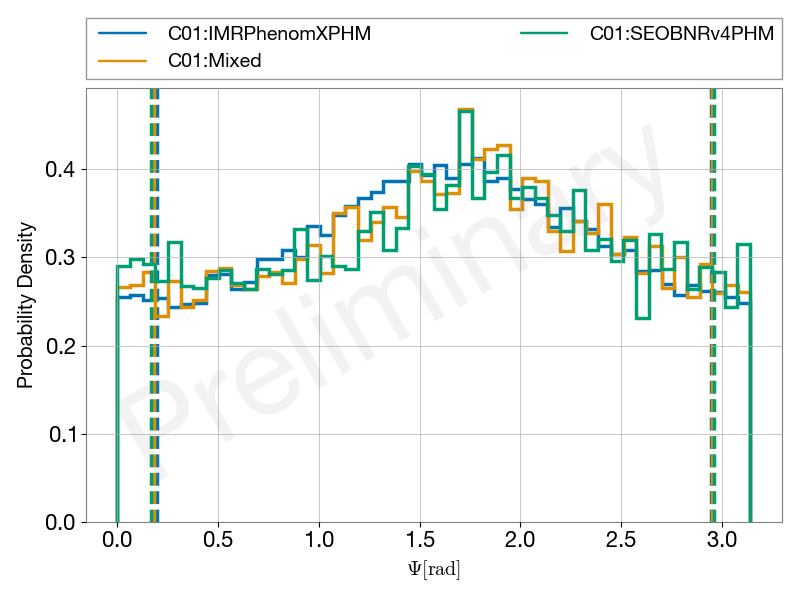 C01:IMRPhenomXPHM
C01:Mixed
C01:SEOBNRv4PHM
Preliminary
Probability Density
0.4
0.3
0.2
0.1
0.0
0.0 0.5 1.0 1.5 2.0 2.5 3.0
Ψ[rad]